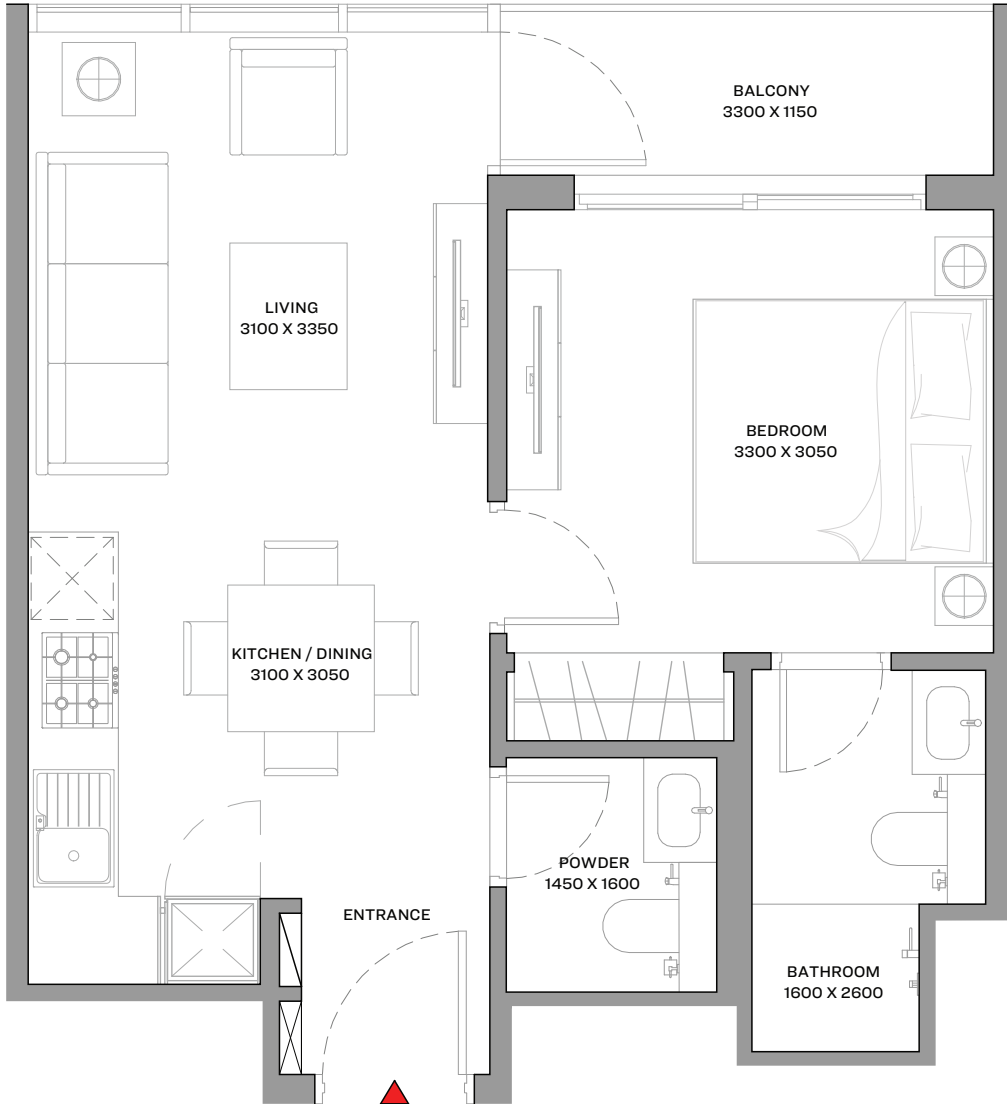 BALCONY
3300 X 1150
LIVING
3100 X 3350
BEDROOM
3300 X 3050
KITCHEN / DINING
3100 X 3050
POWDER
1450 X 1600
ENTRANCE
BATHROOM
1600 X 2600